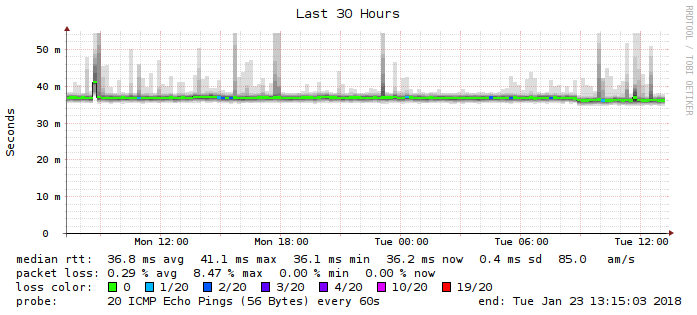 Last 30 Hours
RRDTOOL / TOBI OETIKER
Seconds
50 m
40 m
30 m
20 m
10 m
0
Mon 12:00 Mon 18:00 Tue 00:00 Tue 06:00 Tue 12:00
median rtt: 36.8 ms avg 41.1 ms max 36.1 ms min 36.2 ms now 0.4 ms sd 85.0 am/s
packet loss: 0.29 % avg 8.47 % max 0.00 % min 0.00 % now
loss color: 0 1/20 2/20 3/20 4/20 10/20 19/20
probe: 20 ICMP Echo Pings (56 Bytes) every 60s end: Tue Jan 23 13:15:03 2018